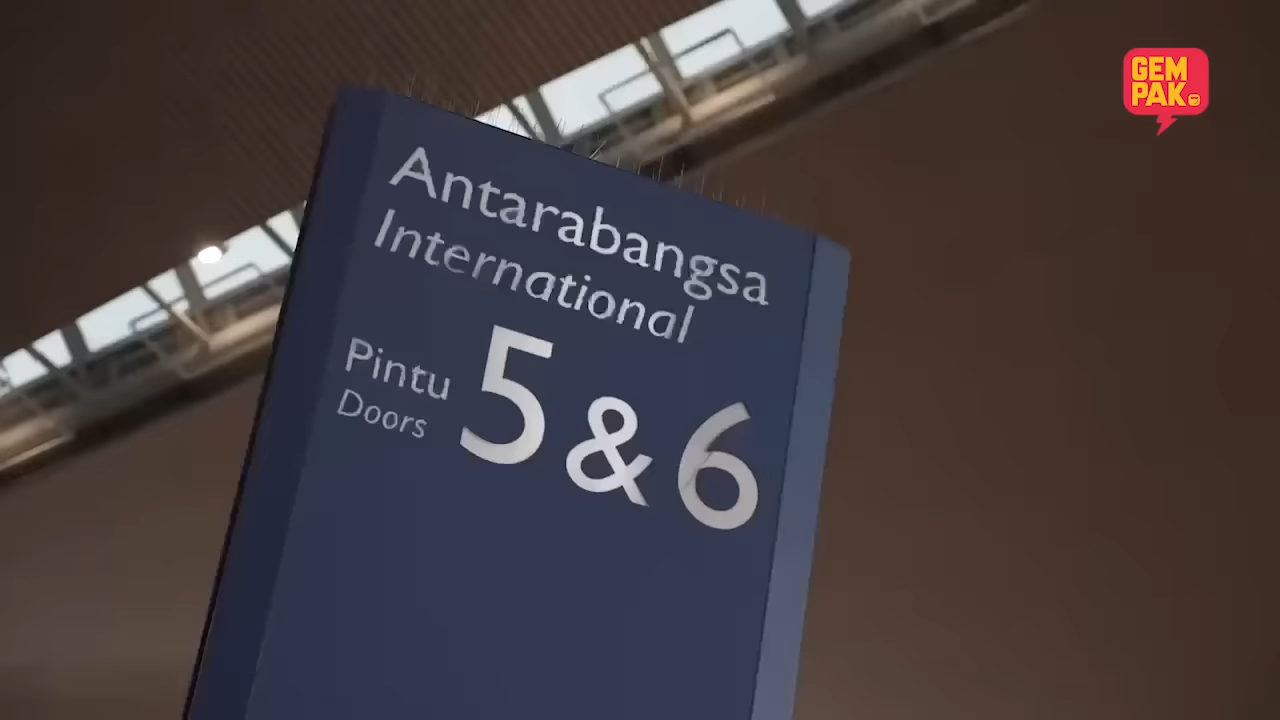 Antarabangsa
International
Pintu
Doors
5 & 6
GEM
PAK